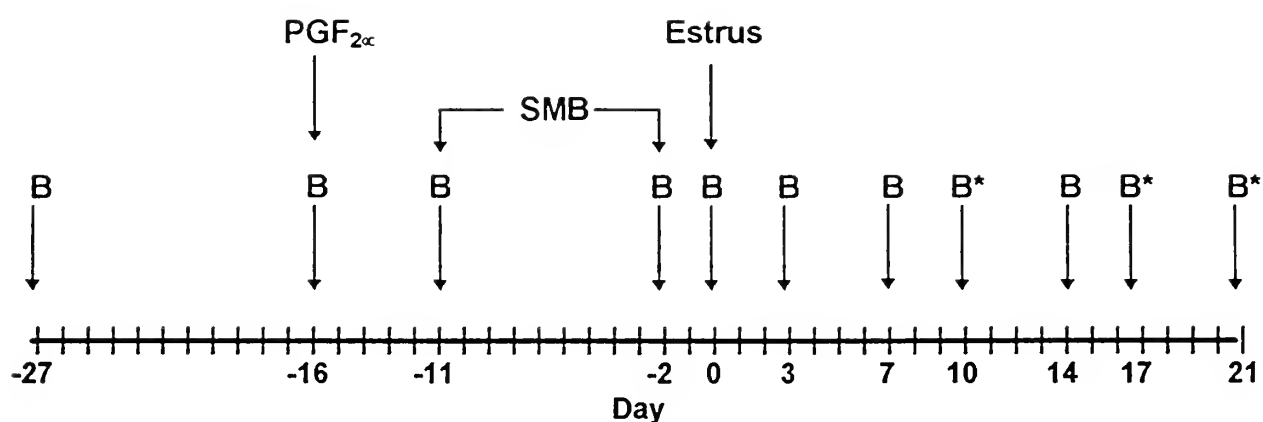 PGF2α Estrus
SMB
B B B B B B B B* B B* B*
-27 -16 -11 -2 0 3 7 10 14 17 21
Day